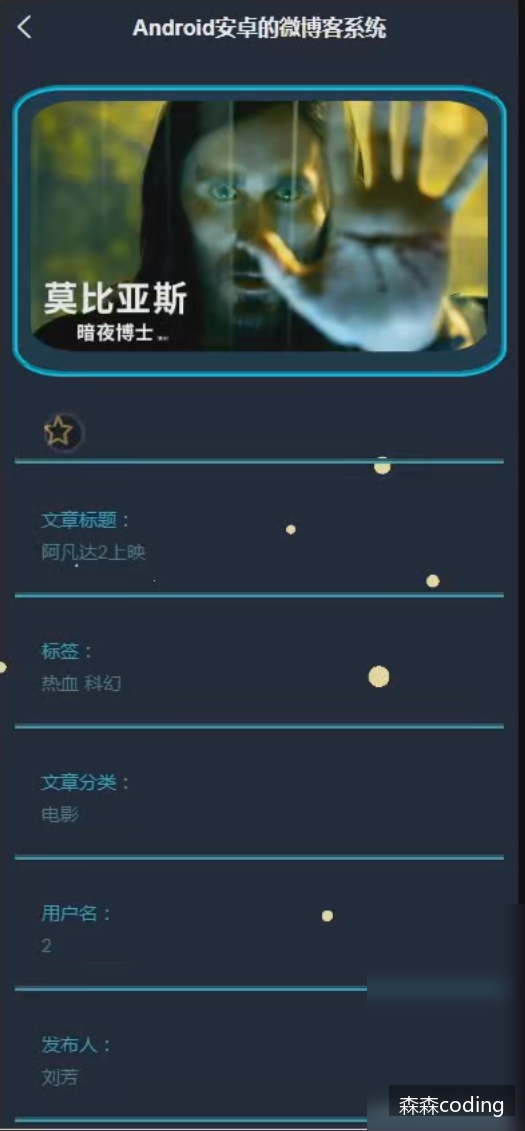 Android安卓的微博客系统
莫比亚斯
暗夜博士
文章标题：
阿凡达2上映
标签：
热血 科幻
文章分类：
电影
用户名：
2
发布人：
刘芳
森森coding